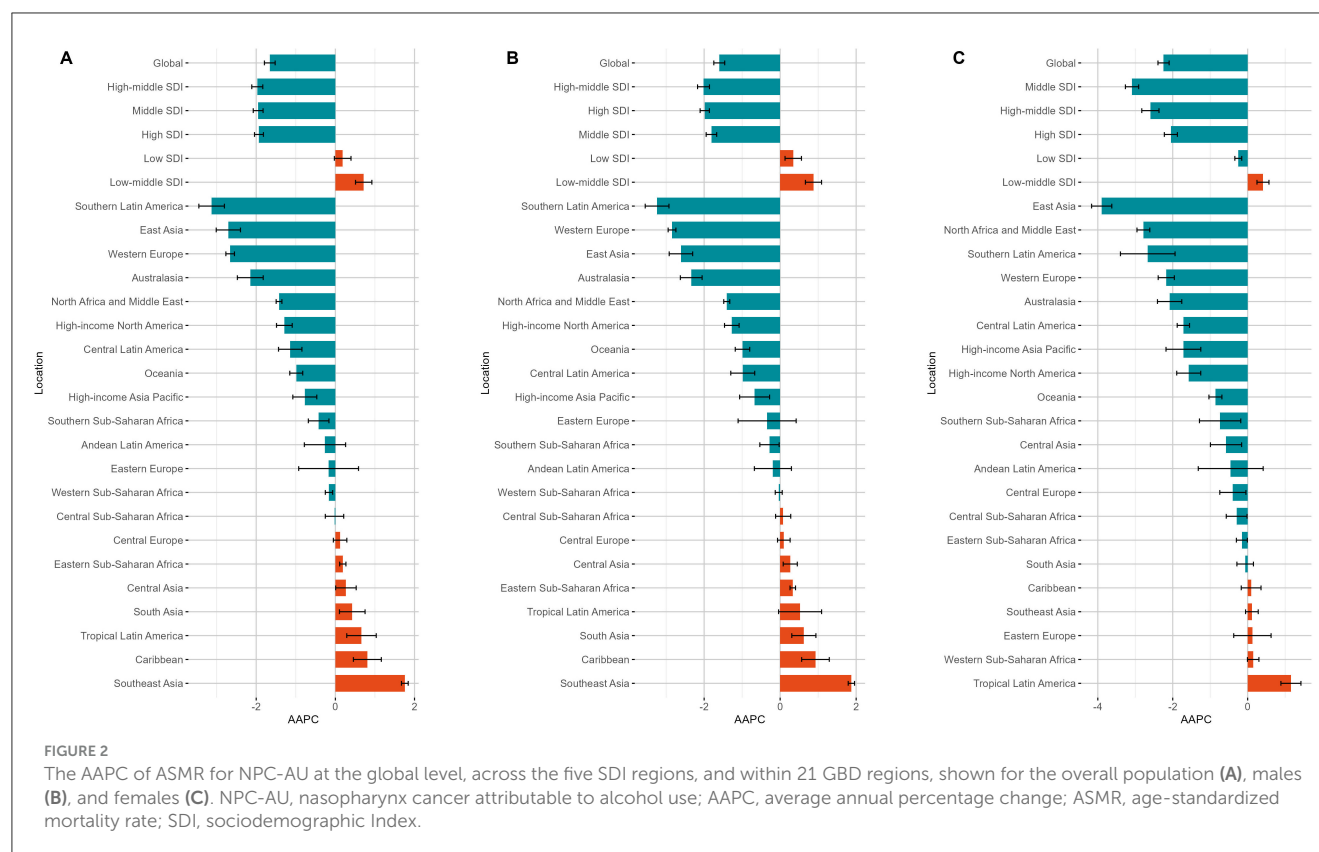 A
Global
High-middle SDI
Middle SDI
High SDI
Low SDI
Low-middle SDI
Southern Latin America
East Asia
Western Europe
Australasia
North Africa and Middle East
High-income North America
Central Latin America
Oceania
High-income Asia Pacific
Southern Sub-Saharan Africa
Andean Latin America
Eastern Europe
Western Sub-Saharan Africa
Central Sub-Saharan Africa
Central Europe
Eastern Sub-Saharan Africa
Central Asia
South Asia
Tropical Latin America
Caribbean
Southeast Asia
Location
-2 0 2
AAPC
B
Global
High-middle SDI
High SDI
Middle SDI
Low SDI
Low-middle SDI
Southern Latin America
Western Europe
East Asia
Australasia
North Africa and Middle East
High-income North America
Oceania
Central Latin America
High-income Asia Pacific
Eastern Europe
Southern Sub-Saharan Africa
Andean Latin America
Western Sub-Saharan Africa
Central Sub-Saharan Africa
Central Europe
Central Asia
Eastern Sub-Saharan Africa
Tropical Latin America
South Asia
Caribbean
Southeast Asia
Location
-2 0 2
AAPC
C
Global
Middle SDI
High-middle SDI
High SDI
Low SDI
Low-middle SDI
East Asia
North Africa and Middle East
Southern Latin America
Western Europe
Australasia
Central Latin America
High-income Asia Pacific
High-income North America
Oceania
Southern Sub-Saharan Africa
Central Asia
Andean Latin America
Central Europe
Central Sub-Saharan Africa
Eastern Sub-Saharan Africa
South Asia
Caribbean
Southeast Asia
Eastern Europe
Western Sub-Saharan Africa
Tropical Latin America
Location
-4 -2 0
AAPC
FIGURE 2
The AAPC of ASMR for NPC-AU at the global level, across the five SDI regions, and within 21 GBD regions, shown for the overall population (A), males
(B), and females (C). NPC-AU, nasopharynx cancer attributable to alcohol use; AAPC, average annual percentage change; ASMR, age-standardized
mortality rate; SDI, sociodemographic Index.